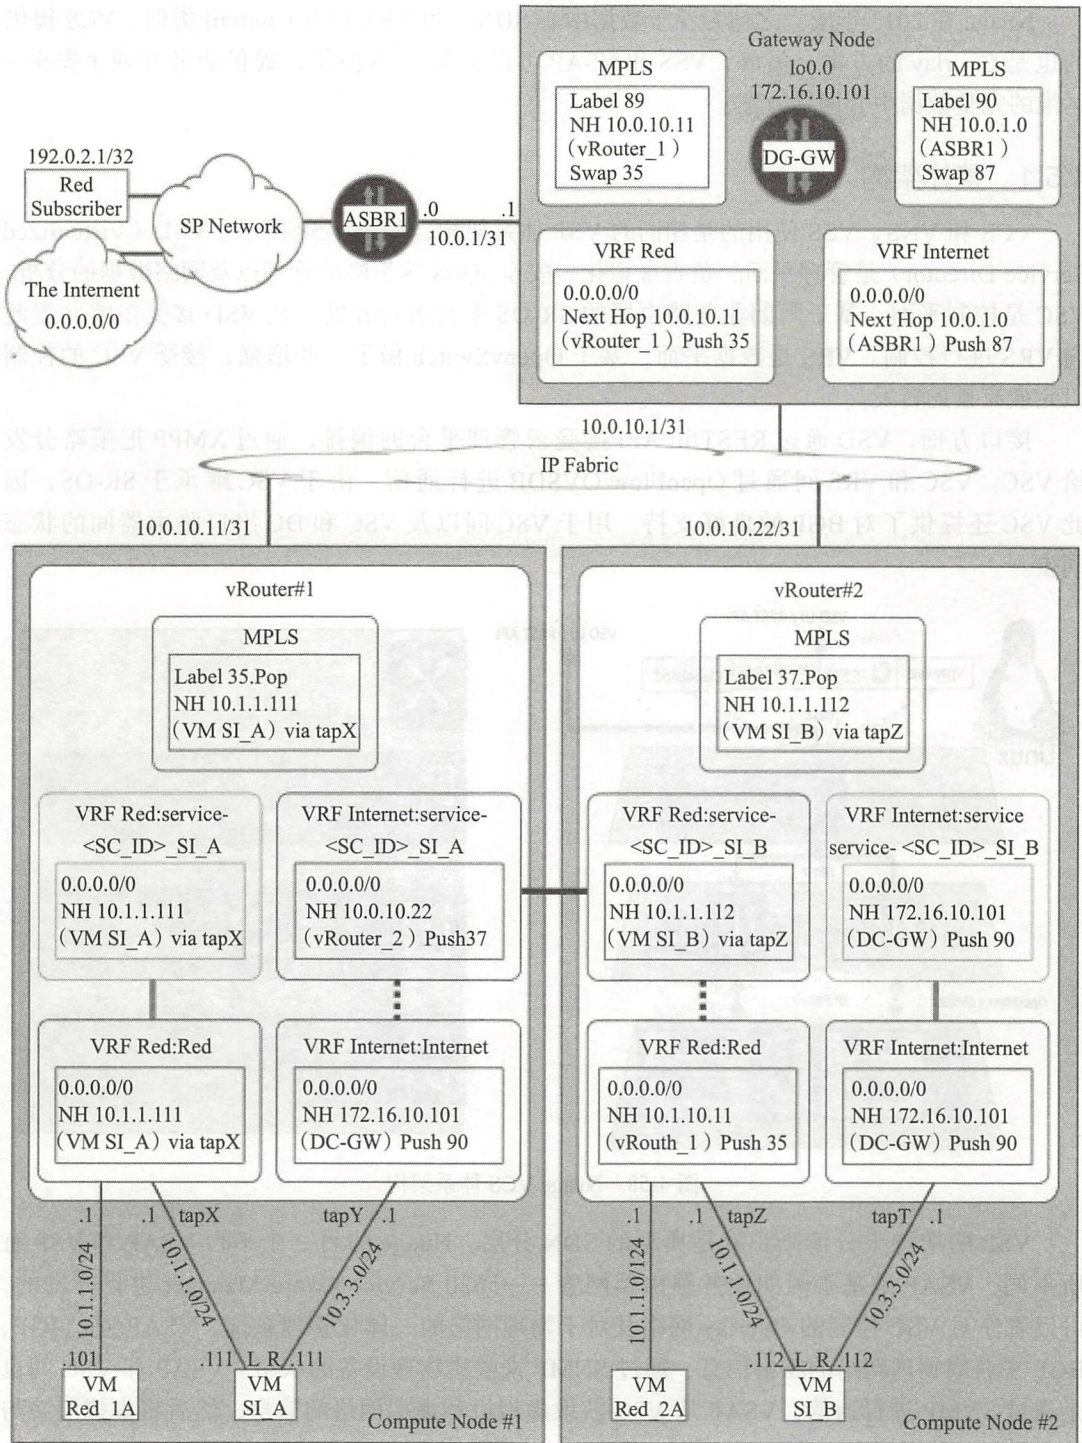 Gateway Node
lo0.0
172.16.10.101
MPLS
Label 89
NH 10.0.10.11
(vRouter_1)
Swap 35
DG-GW
MPLS
Label 90
NH 10.0.1.0
(ASBR1)
Swap 87
192.0.2.1/32
Red
Subscriber
SP Network
ASBR1
.0
.1
10.0.1/31
The Internent
0.0.0.0/0
VRF Red
0.0.0.0/0
Next Hop 10.0.10.11
(vRouter_1) Push 35
VRF Internet
0.0.0.0/0
Next Hop 10.0.1.0
(ASBR1) Push 87
10.0.10.1/31
IP Fabric
10.0.10.11/31
10.0.10.22/31
vRouter#1
MPLS
Label 35.Pop
NH 10.1.1.111
(VM SI_A) via tapX
VRF Red:service-
<SC_ID>_SI_A
0.0.0.0/0
NH 10.1.1.111
(VM SI_A) via tapX
VRF Internet:service-
<SC_ID>_SI_A
0.0.0.0/0
NH 10.0.10.22
(vRouter_2) Push37
VRF Red:Red
0.0.0.0/0
NH 10.1.1.111
(VM SI_A) via tapX
VRF Internet:Internet
0.0.0.0/0
NH 172.16.10.101
(DC-GW) Push 90
.1
.1
tapX
tapY
.1
10.1.1.0/24
10.1.1.0/24
10.3.3.0/24
.101
.111
L
R
.111
VM
Red_1A
VM
SI_A
Compute Node #1
vRouter#2
MPLS
Label 37.Pop
NH 10.1.1.112
(VM SI_B) via tapZ
VRF Red:service-
<SC_ID>_SI_B
0.0.0.0/0
NH 10.1.1.112
(VM SI_B) via tapZ
VRF Internet:service
service- <SC_ID>_SI_B
0.0.0.0/0
NH 172.16.10.101
(DC-GW) Push 90
VRF Red:Red
0.0.0.0/0
NH 10.1.10.11
(vRouth_1) Push 35
VRF Internet:Internet
0.0.0.0/0
NH 172.16.10.101
(DC-GW) Push 90
.1
.1
tapZ
tapT
.1
10.1.1.0/124
10.1.1.0/24
10.3.3.0/24
.112
L
R
.112
VM
Red_2A
VM
SI_B
Compute Node #2